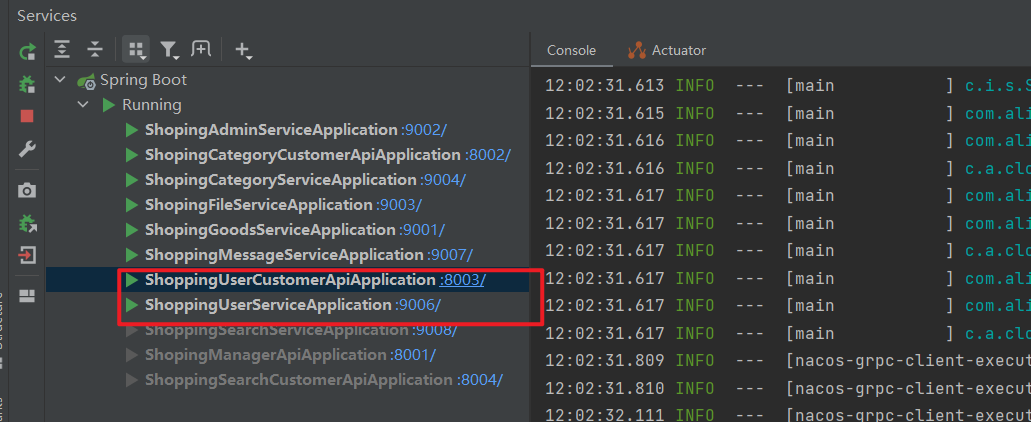 Services
Console
Actuator
Spring Boot
Running
ShopingAdminServiceApplication :9002/
ShopingCategoryCustomerApiApplication :8002/
ShopingCategoryServiceApplication :9004/
ShopingFileServiceApplication :9003/
ShopingGoodsServiceApplication :9001/
ShoppingMessageServiceApplication :9007/
ShoppingUserCustomerApiApplication :8003/
ShoppingUserServiceApplication :9006/
ShoppingSearchServiceApplication :9008/
ShopingManagerApiApplication :8001/
ShoppingSearchCustomerApiApplication :8004/
12:02:31.613 INFO --- [main ] c.i.s.S
12:02:31.615 INFO --- [main ] com.ali
12:02:31.616 INFO --- [main ] com.ali
12:02:31.616 INFO --- [main ] c.a.clo
12:02:31.617 INFO --- [main ] com.ali
12:02:31.617 INFO --- [main ] com.ali
12:02:31.617 INFO --- [main ] c.a.clo
12:02:31.617 INFO --- [main ] com.ali
12:02:31.617 INFO --- [main ] com.ali
12:02:31.617 INFO --- [main ] c.a.clo
12:02:31.809 INFO --- [nacos-grpc-client-execut
12:02:31.810 INFO --- [nacos-grpc-client-execut
12:02:32.111 INFO --- [nacos-grpc-client-execut